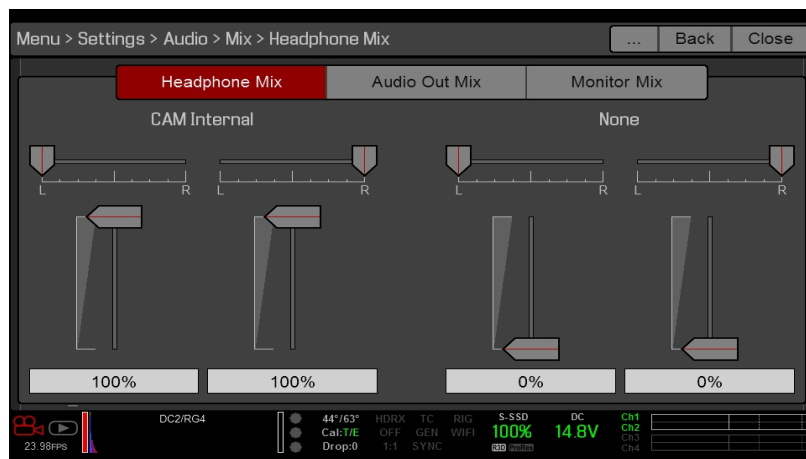 Menu > Settings > Audio > Mix > Headphone Mix ... Back Close
Headphone Mix Audio Out Mix Monitor Mix
CAM Internal None
L R L R L R L R
100% 100% 0% 0%
DC2/RG4 44°/63° HDRX TC RIG S-SSD DC Ch1
Cal:T/E OFF GEN WIFI 100% 14.8V Ch2
23.98FPS Drop:0 1:1 SYNC R3D ProRes Ch3
Ch4